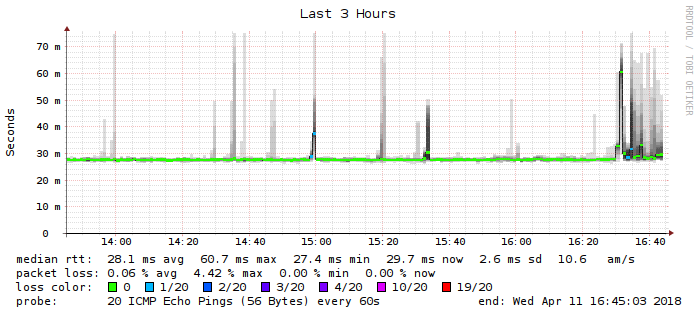 Last 3 Hours
RRDTOOL / TOBI OETIKER
Seconds
70 m
60 m
50 m
40 m
30 m
20 m
10 m
0
14:00 14:20 14:40 15:00 15:20 15:40 16:00 16:20 16:40
median rtt: 28.1 ms avg 60.7 ms max 27.4 ms min 29.7 ms now 2.6 ms sd 10.6 am/s
packet loss: 0.06 % avg 4.42 % max 0.00 % min 0.00 % now
loss color: 0 1/20 2/20 3/20 4/20 10/20 19/20
probe: 20 ICMP Echo Pings (56 Bytes) every 60s end: Wed Apr 11 16:45:03 2018